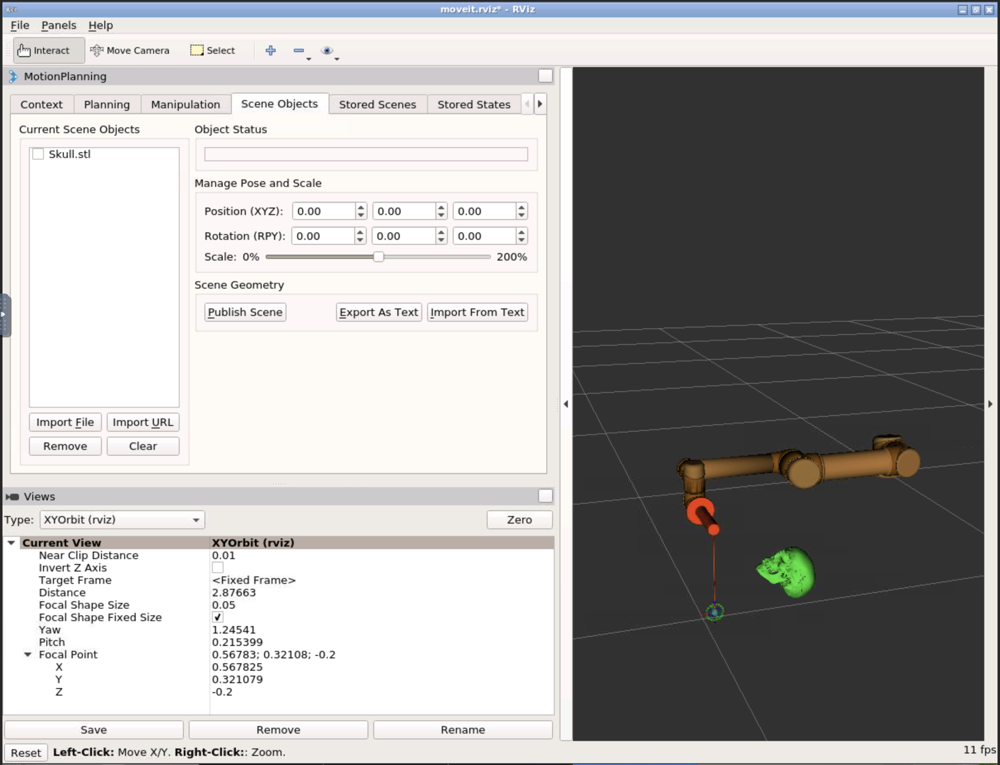 moveit.rviz* - RViz
File Panels Help
Interact Move Camera Select
MotionPlanning
Context Planning Manipulation Scene Objects Stored Scenes Stored States
Current Scene Objects
Skull.stl
Object Status
Manage Pose and Scale
Position (XYZ): 0.00 0.00 0.00
Rotation (RPY): 0.00 0.00 0.00
Scale: 0% 200%
Scene Geometry
Publish Scene Export As Text Import From Text
Import File Import URL
Remove Clear
Views
Type: XYOrbit (rviz) Zero
Current View XYOrbit (rviz)
Near Clip Distance 0.01
Invert Z Axis
Target Frame <Fixed Frame>
Distance 2.87663
Focal Shape Size 0.05
Focal Shape Fixed Size
Yaw 1.24541
Pitch 0.215399
Focal Point 0.56783; 0.32108; -0.2
X 0.567825
Y 0.321079
Z -0.2
Save Remove Rename
Reset Left-Click: Move X/Y. Right-Click:: Zoom. 11 fps